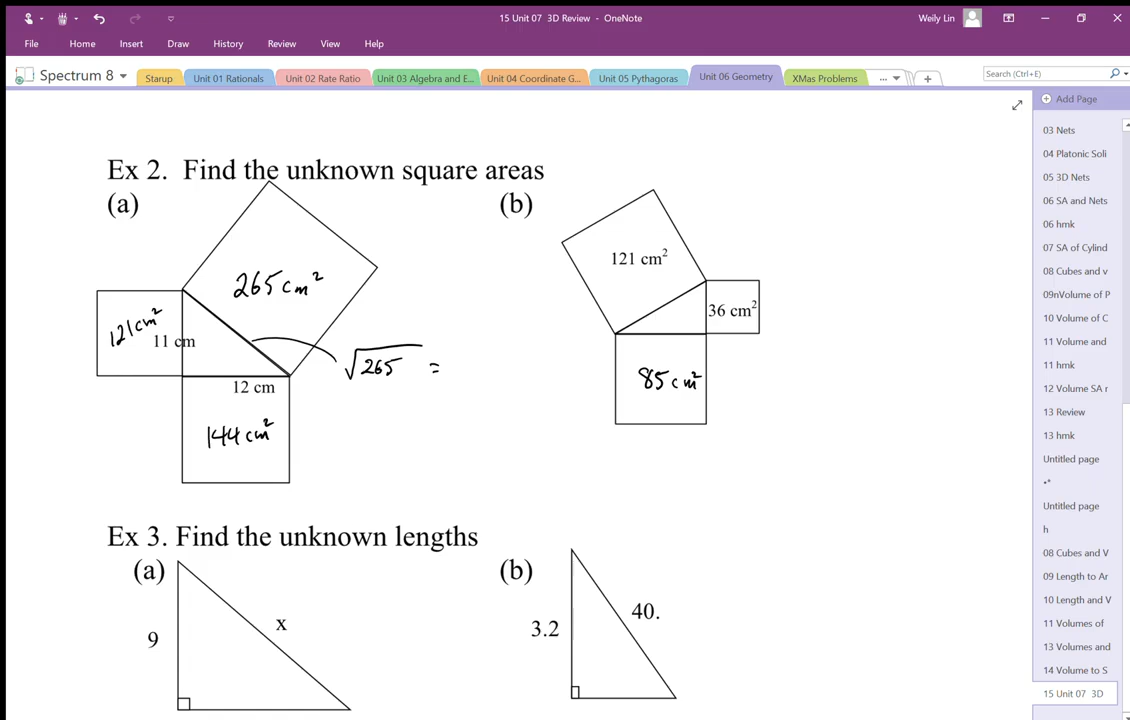 15 Unit 07 3D Review - OneNote
Weily Lin
File Home Insert Draw History Review View Help
Spectrum 8
Starup
Unit 01 Rationals
Unit 02 Rate Ratio
Unit 03 Algebra and E...
Unit 04 Coordinate G...
Unit 05 Pythagoras
Unit 06 Geometry
XMas Problems
...
+
Search (Ctrl+E)
Ex 2. Find the unknown square areas
(a)
265 cm²
121 cm²
11 cm
√265 =
12 cm
144 cm²
(b)
121 cm²
36 cm²
85 cm²
Ex 3. Find the unknown lengths
(a)
x
9
(b)
40.
3.2
Add Page
03 Nets
04 Platonic Soli
05 3D Nets
06 SA and Nets
06 hmk
07 SA of Cylind
08 Cubes and v
09nVolume of P
10 Volume of C
11 Volume and
11 hmk
12 Volume SA r
13 Review
13 hmk
Untitled page
•*
Untitled page
h
08 Cubes and V
09 Length to Ar
10 Length and V
11 Volumes of
13 Volumes and
14 Volume to S
15 Unit 07 3D